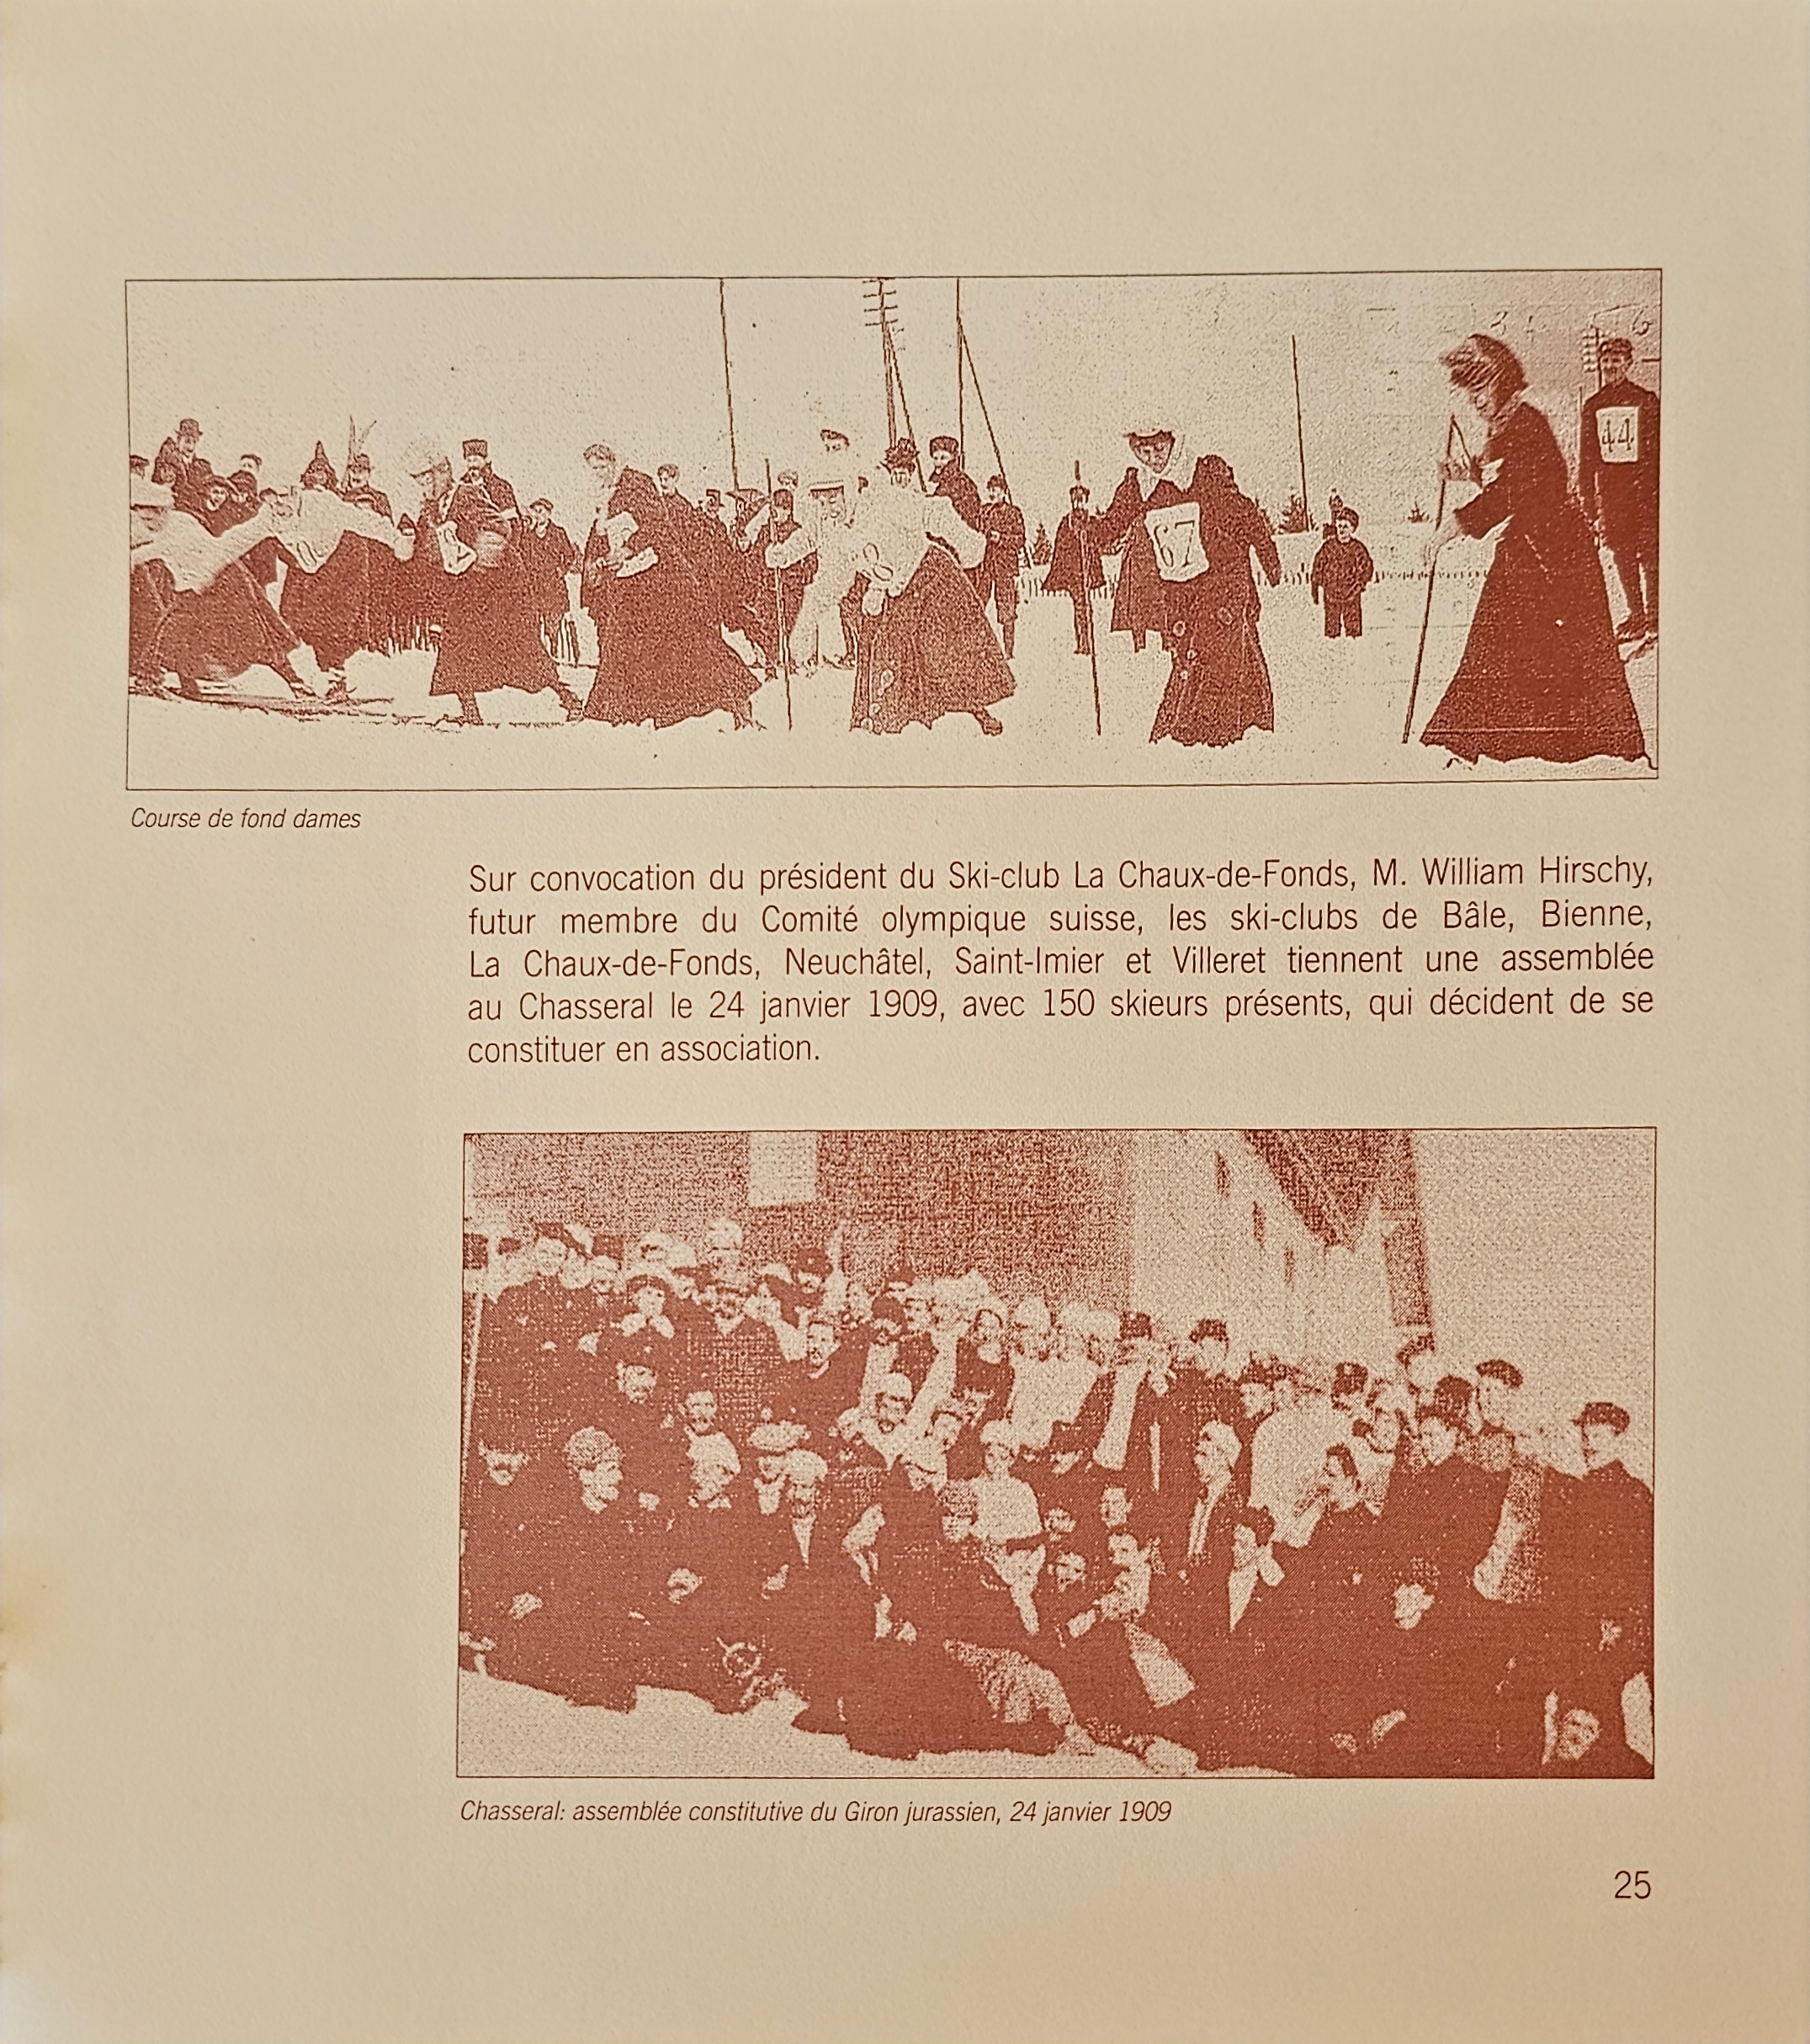 44
67
Course de fond dames
Sur convocation du président du Ski-club La Chaux-de-Fonds, M. William Hirschy,
futur membre du Comité olympique suisse, les ski-clubs de Bâle, Bienne,
La Chaux-de-Fonds, Neuchâtel, Saint-Imier et Villeret tiennent une assemblée
au Chasseral le 24 janvier 1909, avec 150 skieurs présents, qui décident de se
constituer en association.
Chasseral: assemblée constitutive du Giron jurassien, 24 janvier 1909
25